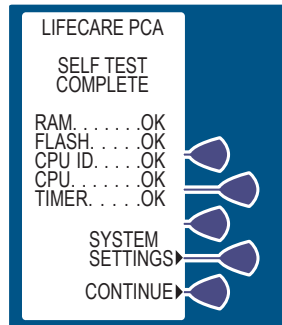 LIFECARE PCA
SELF TEST
COMPLETE
RAM. . . . . . .OK
FLASH. . . . .OK
CPU ID. . . . .OK
CPU. . . . . . .OK
TIMER. . . . .OK
SYSTEM
SETTINGS
CONTINUE